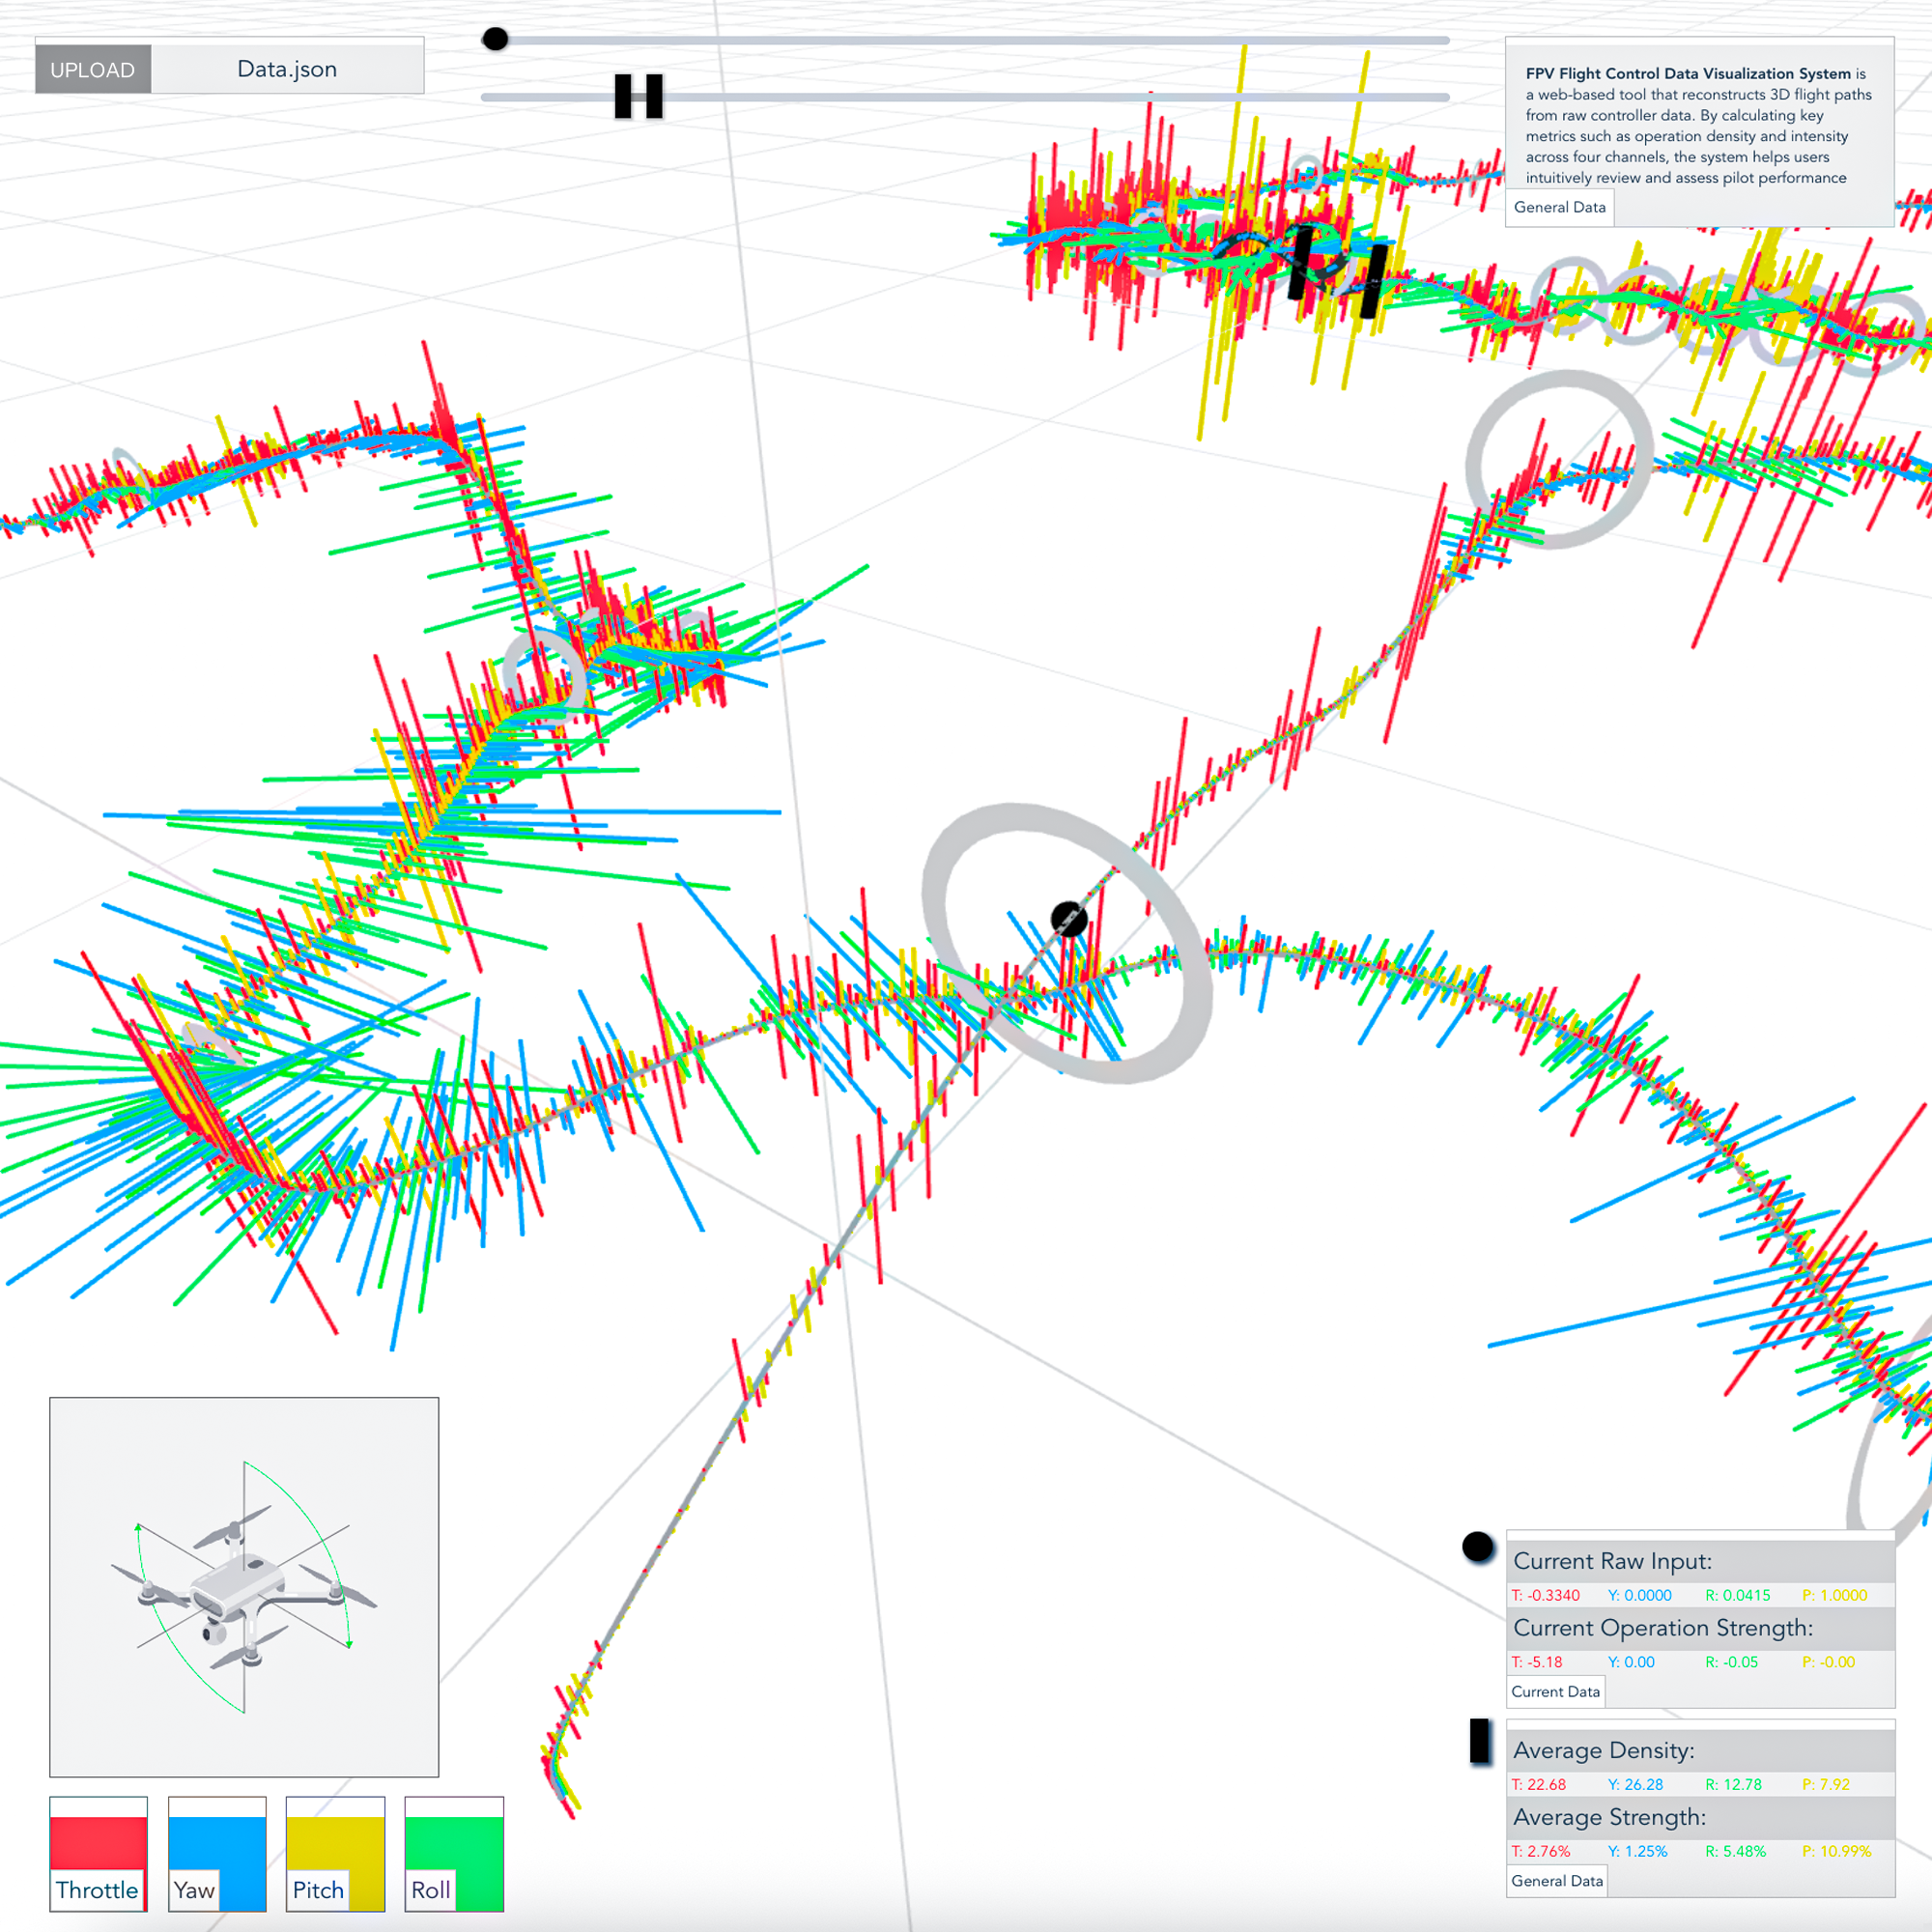 UPLOAD Data.json
FPV Flight Control Data Visualization System is
a web-based tool that reconstructs 3D flight paths
from raw controller data. By calculating key
metrics such as operation density and intensity
across four channels, the system helps users
intuitively review and assess pilot performance
General Data
Current Raw Input:
T: -0.3340 Y: 0.0000 R: 0.0415 P: 1.0000
Current Operation Strength:
T: -5.18 Y: 0.00 R: -0.05 P: -0.00
Current Data
Average Density:
T: 22.68 Y: 26.28 R: 12.78 P: 7.92
Average Strength:
T: 2.76% Y: 1.25% R: 5.48% P: 10.99%
General Data
Throttle Yaw Pitch Roll